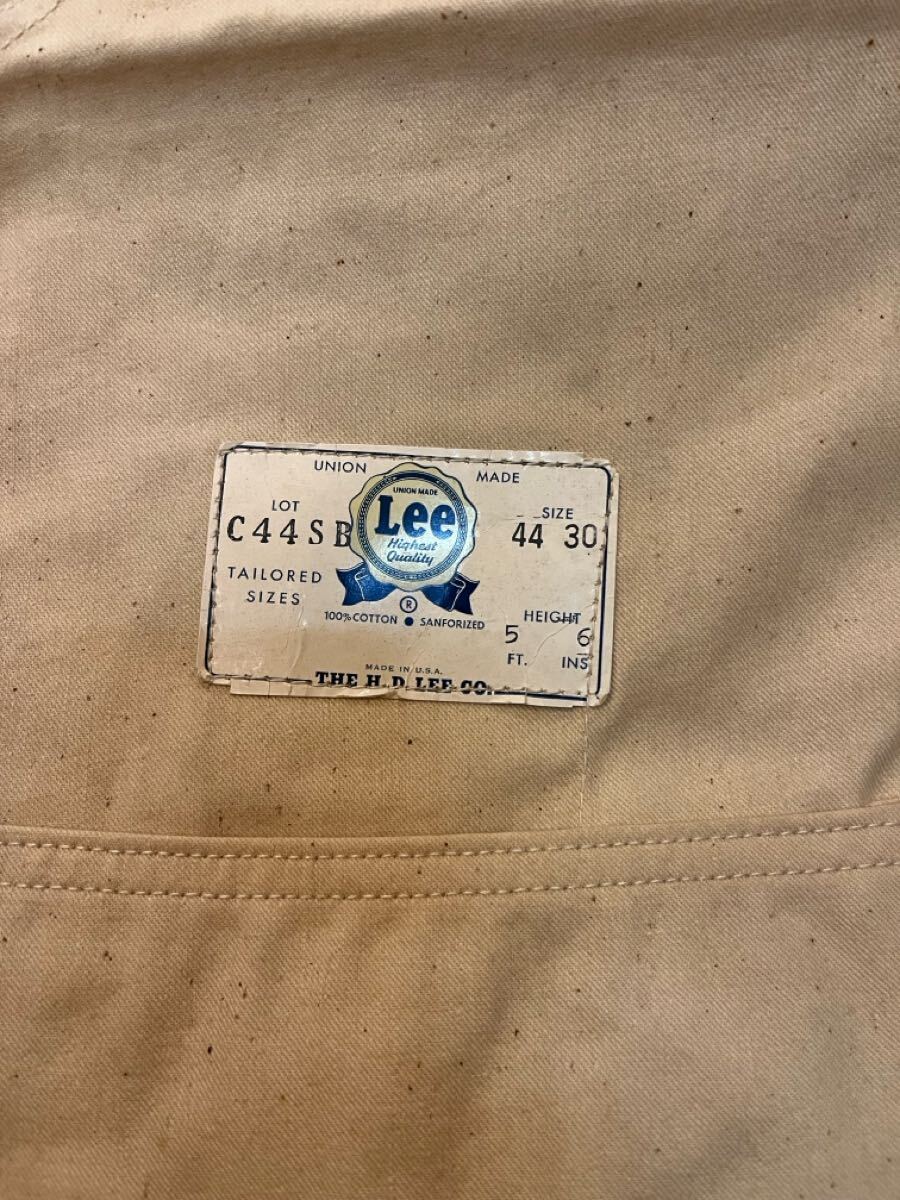 UNION MADE
LOT
C44SB
UNION MADE
Lee
Highest
Quality
SIZE
44 30
TAILORED
SIZES
®
100% COTTON ● SANFORIZED
HEIGHT
5 6
FT. INS
MADE IN U.S.A.
THE H.D. LEE CO.